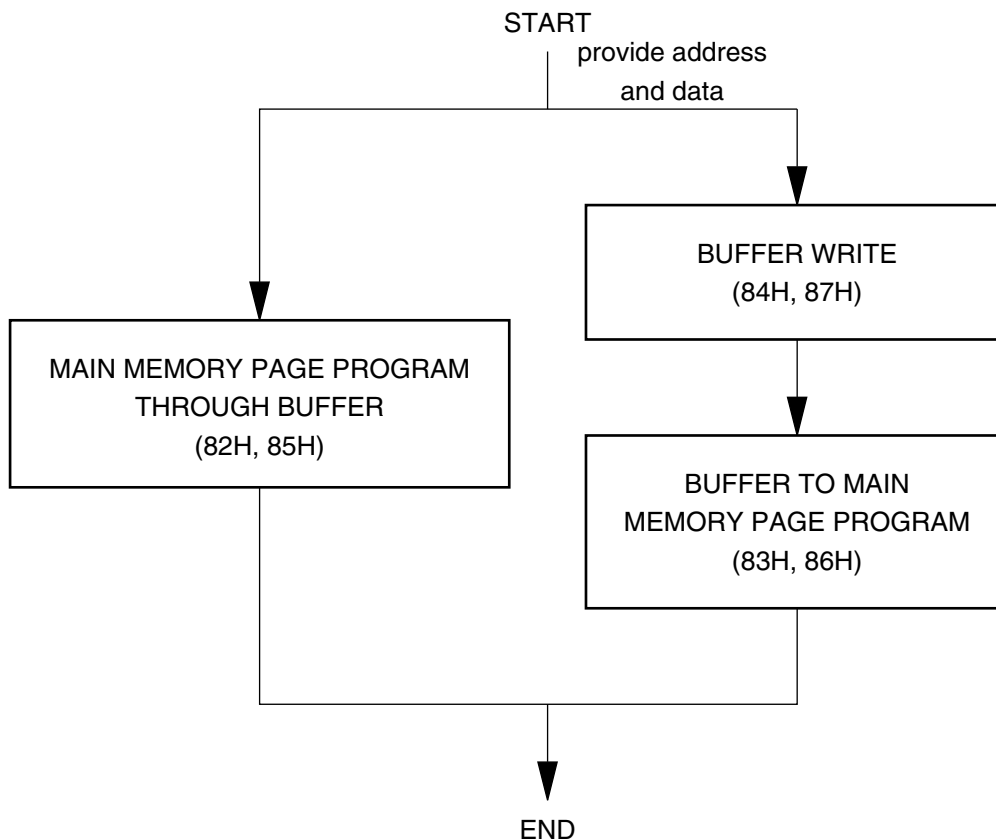 START
provide address
and data
BUFFER WRITE
(84H, 87H)
MAIN MEMORY PAGE PROGRAM
THROUGH BUFFER
(82H, 85H)
BUFFER TO MAIN
MEMORY PAGE PROGRAM
(83H, 86H)
END